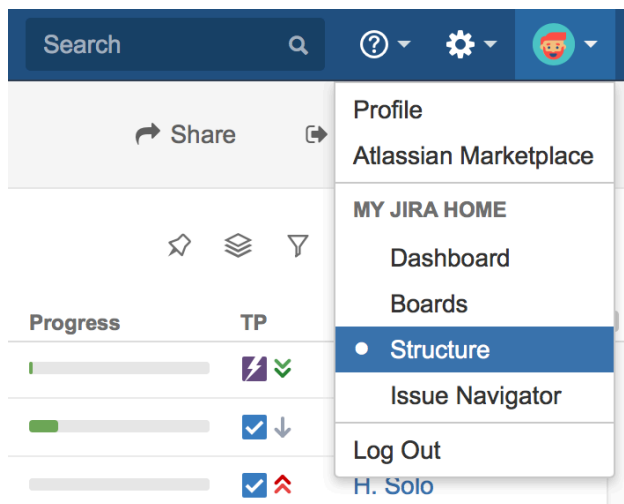 Search
Profile
Share
Atlassian Marketplace
MY JIRA HOME
Dashboard
Boards
Progress TP
Structure
Issue Navigator
Log Out
H. Solo